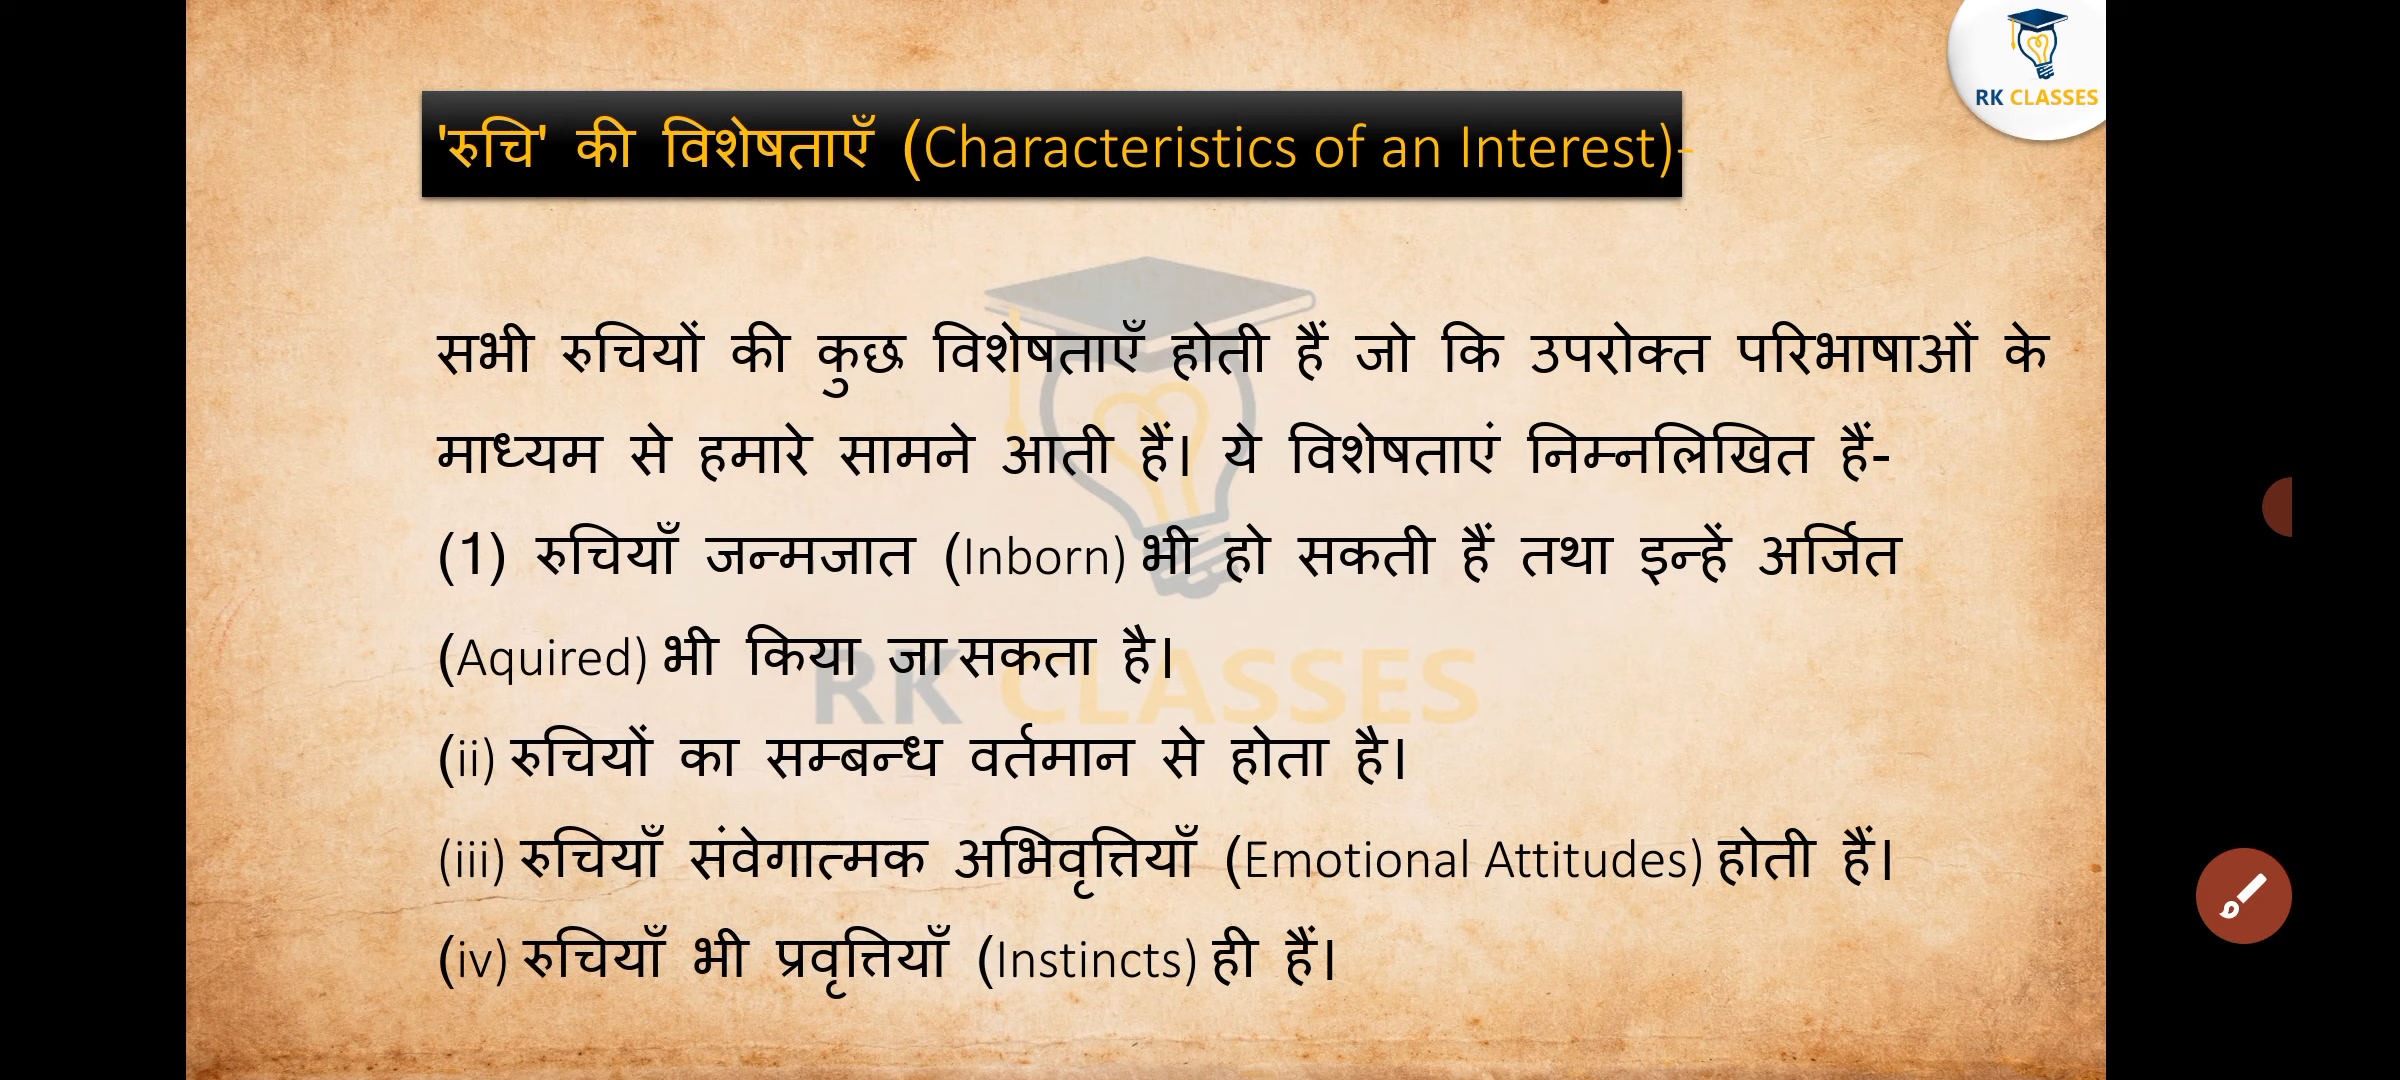 RK CLASSES
'रुचि' की विशेषताएँ (Characteristics of an Interest)-
सभी रुचियों की कुछ विशेषताएँ होती हैं जो कि उपरोक्त परिभाषाओं के
माध्यम से हमारे सामने आती हैं। ये विशेषताएं निम्नलिखित हैं-
(1) रुचियाँ जन्मजात (Inborn) भी हो सकती हैं तथा इन्हें अर्जित
(Aquired) भी किया जा सकता है।
RK CLASSES
(ii) रुचियों का सम्बन्ध वर्तमान से होता है।
(iii) रुचियाँ संवेगात्मक अभिवृत्तियाँ (Emotional Attitudes) होती हैं।
(iv) रुचियाँ भी प्रवृत्तियाँ (Instincts) ही हैं।